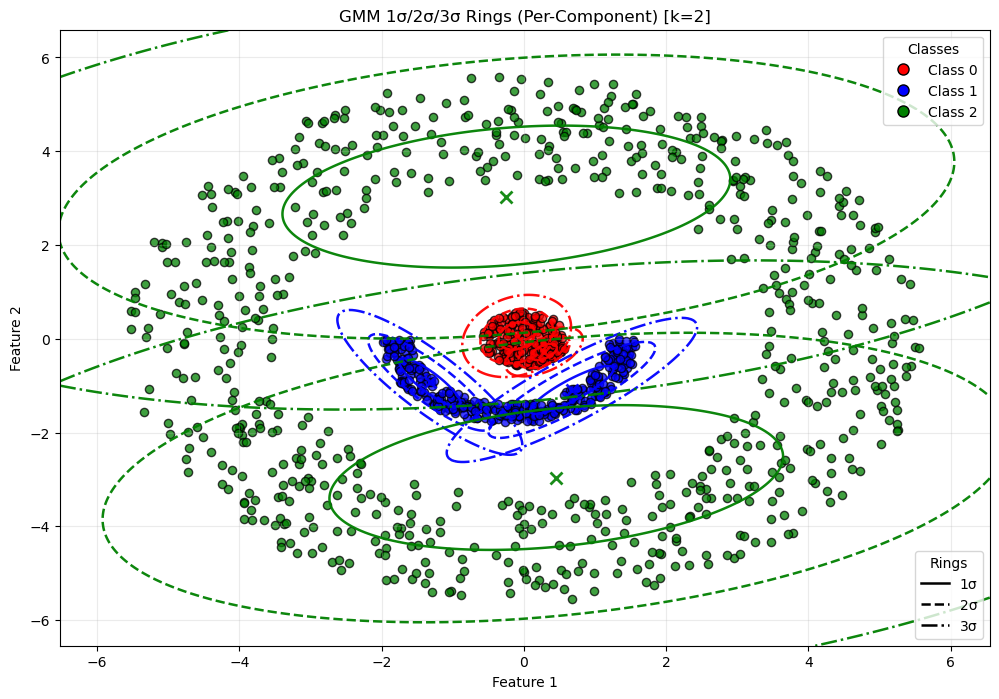 GMM 1σ/2σ/3σ Rings (Per-Component) [k=2]
Classes
Class 0
Class 1
Class 2
6
4
2
0
−2
−4
−6
Feature 2
Rings
1σ
2σ
3σ
−6 −4 −2 0 2 4 6
Feature 1